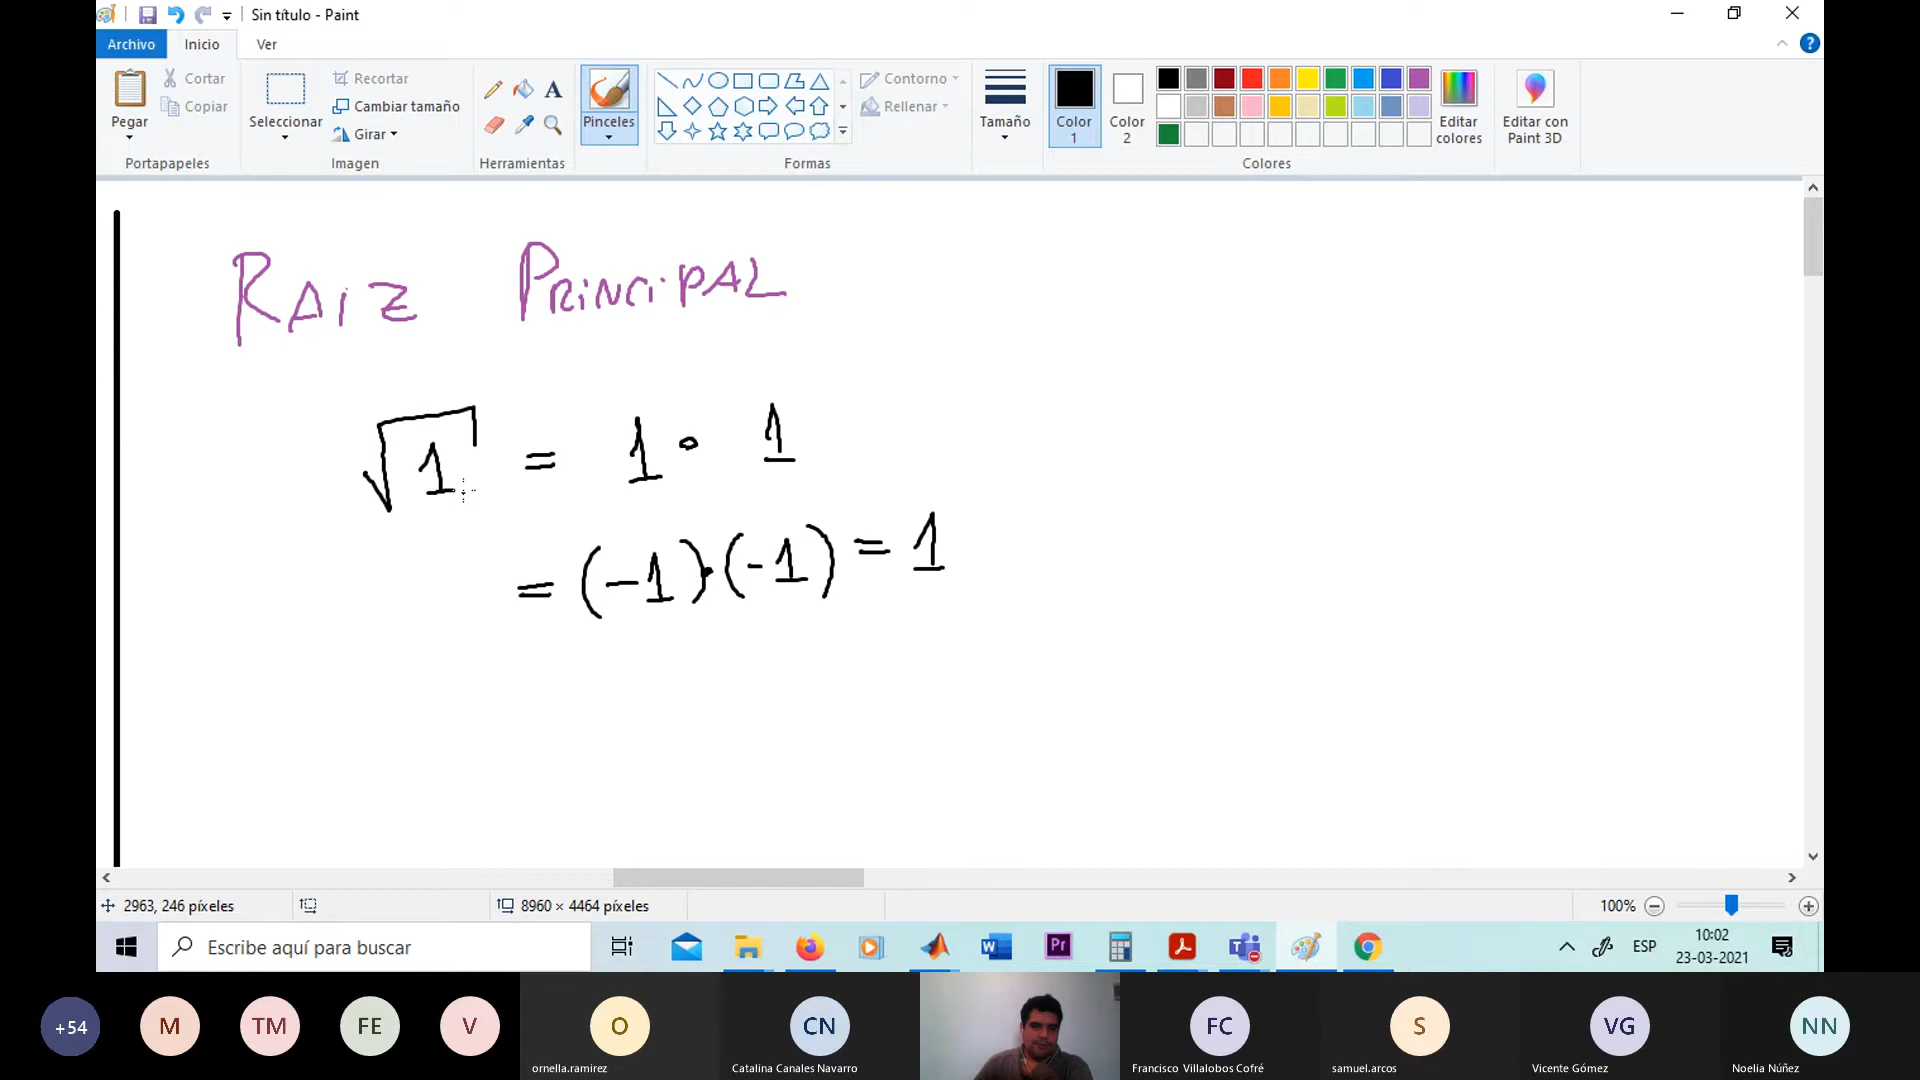 Sin título - Paint
Archivo Inicio Ver
Pegar
Cortar
Copiar
Portapapeles
Seleccionar
Recortar
Cambiar tamaño
Girar
Imagen
A
Herramientas
Pinceles
Contorno
Rellenar
Formas
Tamaño
Color 1
Color 2
Editar colores
Colores
Editar con Paint 3D
RAIZ PRINCIPAL
√1 = 1 · 1
= (-1)·(-1) = 1
2963, 246 píxeles
8960 × 4464 píxeles
100%
Escribe aquí para buscar
W
Pr
ESP
10:02
23-03-2021
+54 M TM FE V O CN FC S VG NN
ornella.ramirez Catalina Canales Navarro Francisco Villalobos Cofré samuel.arcos Vicente Gómez Noelia Núñez